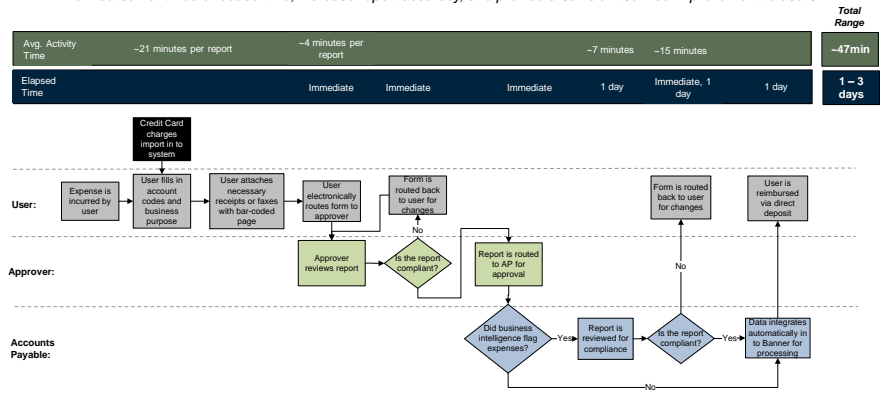 Total
Range
Avg. Activity
Time
~21 minutes per report
~4 minutes per
report
~7 minutes
~15 minutes
~47min
Elapsed
Time
Immediate
Immediate
Immediate
1 day
Immediate, 1
day
1 day
1 – 3
days
Credit Card
charges
import in to
system
User:
Expense is
incurred by
user
User fills in
account
codes and
business
purpose
User attaches
necessary
receipts or faxes
with bar-coded
page
User
electronically
routes form to
approver
Form is
routed back
to user for
changes
Form is routed
back to user
for changes
User is
reimbursed
via direct
deposit
No
Approver:
Approver
reviews report
Is the report
compliant?
Report is routed
to AP for
approval
No
Accounts
Payable:
Did business
intelligence flag
expenses?
Yes
Report is
reviewed for
compliance
Is the report
compliant?
Yes
Data integrates
automatically in
to Banner for
processing
No